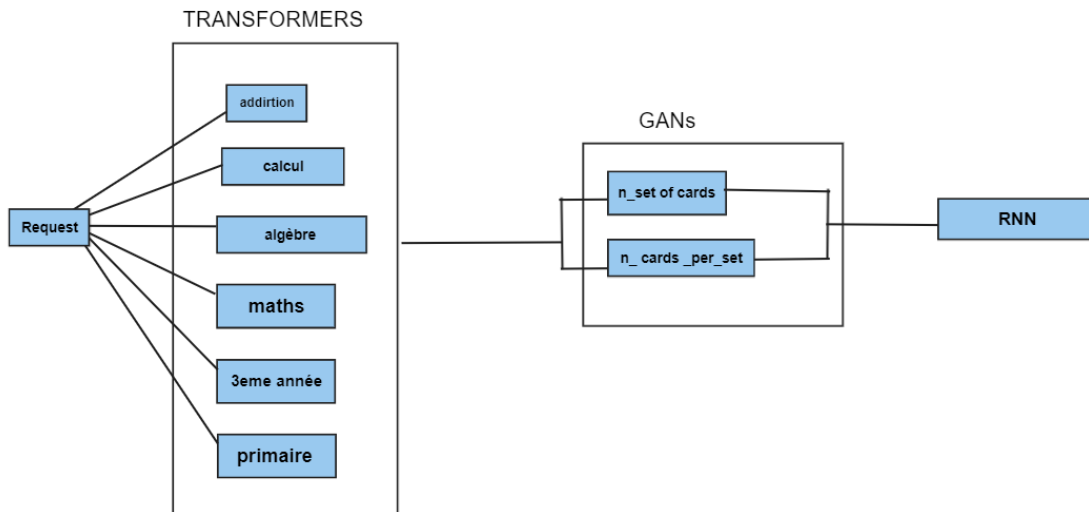 TRANSFORMERS
addirtion
calcul
Request
algèbre
maths
3eme année
primaire
GANs
n_set of cards
n_ cards _per_set
RNN